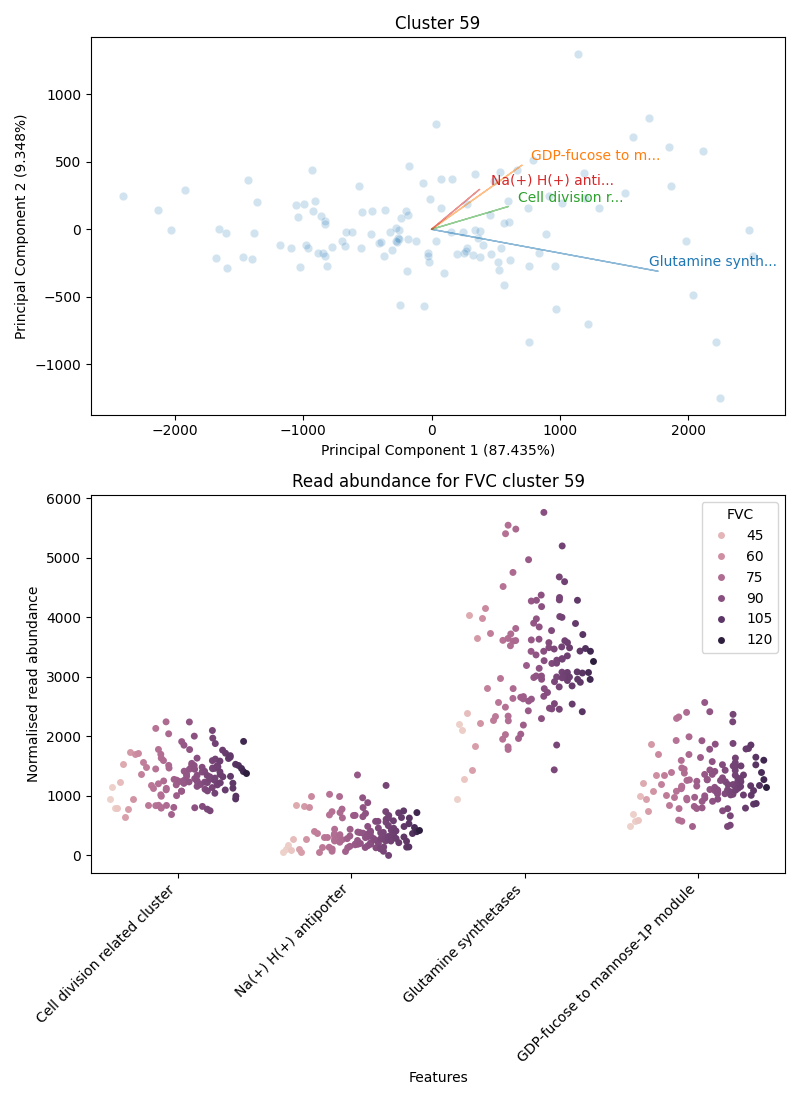 Cluster 59
Principal Component 2 (9.348%)
1000
500
0
−500
−1000
GDP-fucose to m...
Na(+) H(+) anti...
Cell division r...
Glutamine synth...
−2000
−1000
0
1000
2000
Principal Component 1 (87.435%)
Read abundance for FVC cluster 59
Normalised read abundance
6000
5000
4000
3000
2000
1000
0
FVC
45
60
75
90
105
120
Cell division related cluster
Na(+) H(+) antiporter
Glutamine synthetases
GDP-fucose to mannose-1P module
Features